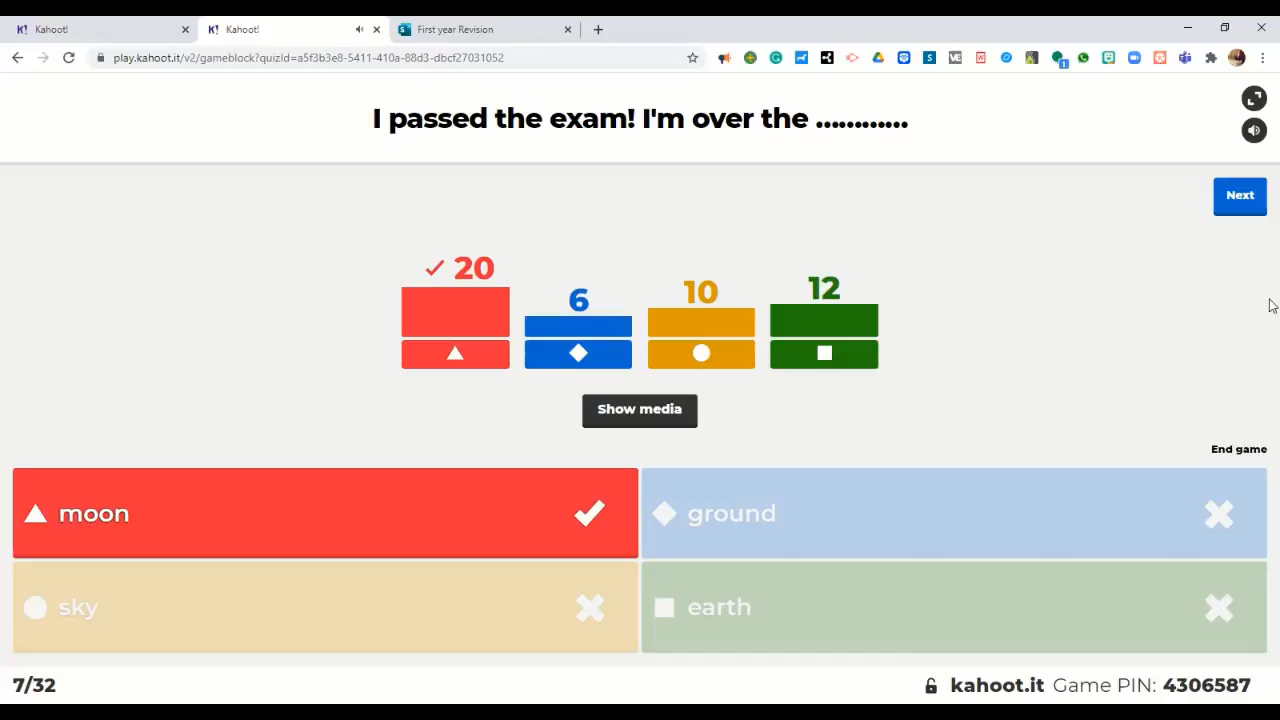 K! Kahoot!
K! Kahoot!
S First year Revision
play.kahoot.it/v2/gameblock?quizId=a5f3b3e8-5411-410a-88d3-dbcf27031052
I passed the exam! I'm over the ............
Next
20
6
10
12
Show media
End game
moon
ground
sky
earth
7/32
kahoot.it Game PIN: 4306587